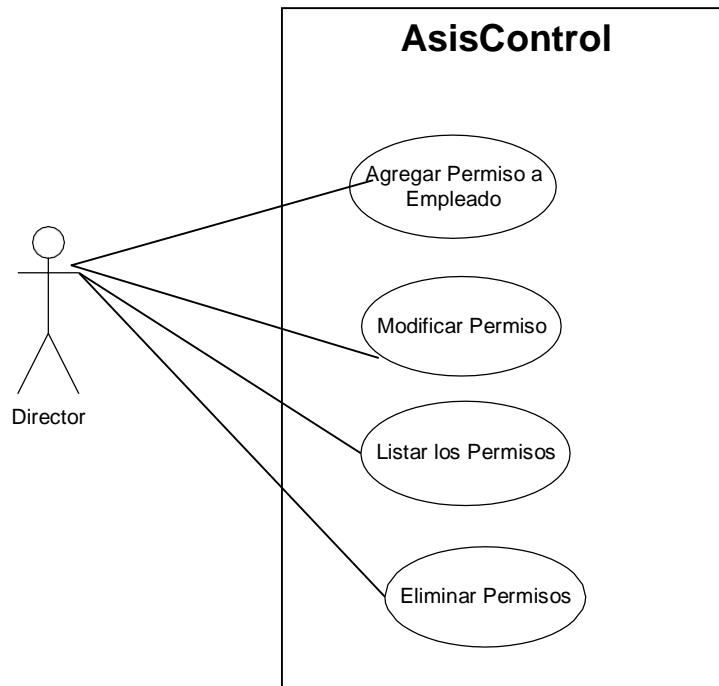 AsisControl
Agregar Permiso a
Empleado
Modificar Permiso
Director
Listar los Permisos
Eliminar Permisos